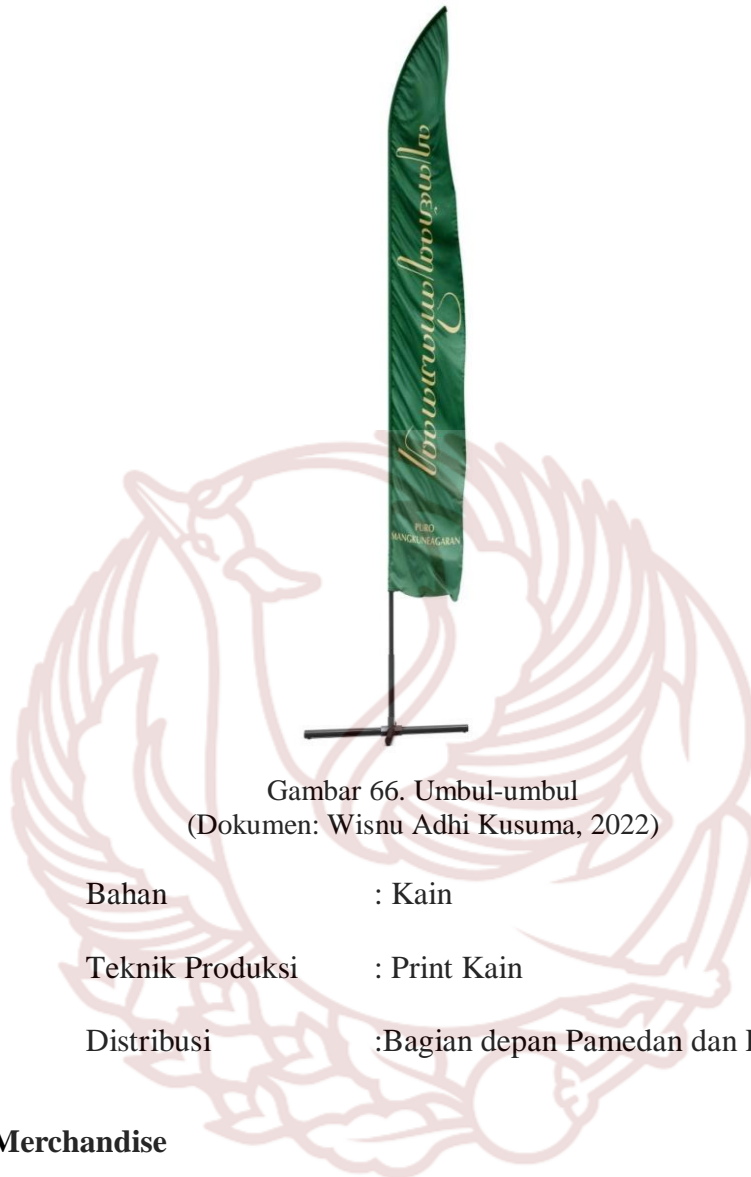 PURO
MANGKUNEAGARAN
Gambar 66. Umbul-umbul
(Dokumen: Wisnu Adhi Kusuma, 2022)
Bahan : Kain
Teknik Produksi : Print Kain
Distribusi :Bagian depan Pamedan dan
Merchandise